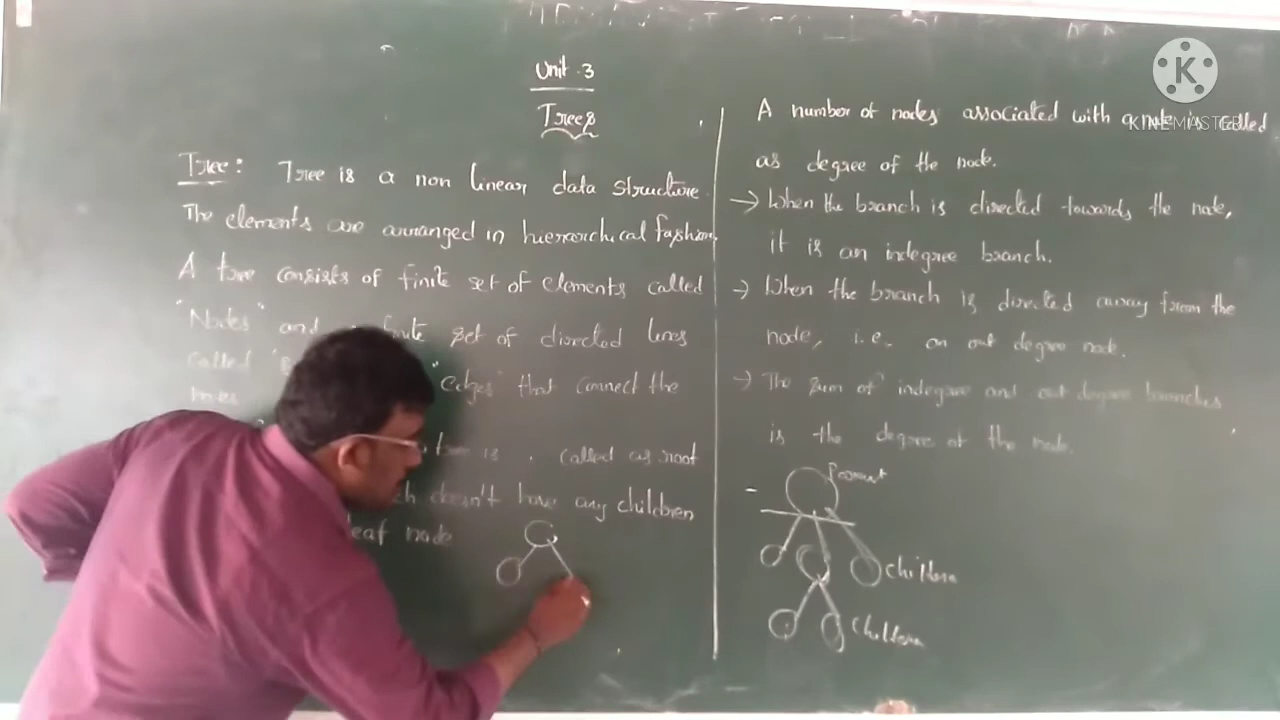 Unit.3
Trees
Tree: Tree is a non linear data structure.
The elements are arranged in hierarchical fashion.
A tree consists of finite set of elements called
"Nodes" and finite set of directed lines
called "edges" that connect the
tree is called as root
doesn't have any children
leaf node
A number of nodes associated with a node is called
as degree of the node.
→ When the branch is directed towards the node,
it is an indegree branch.
→ When the branch is directed away from the
node, i.e. an out degree node.
→ The sum of indegree and out degree branches
is the degree of the node.
Parent
children
children
K
KINEMASTER